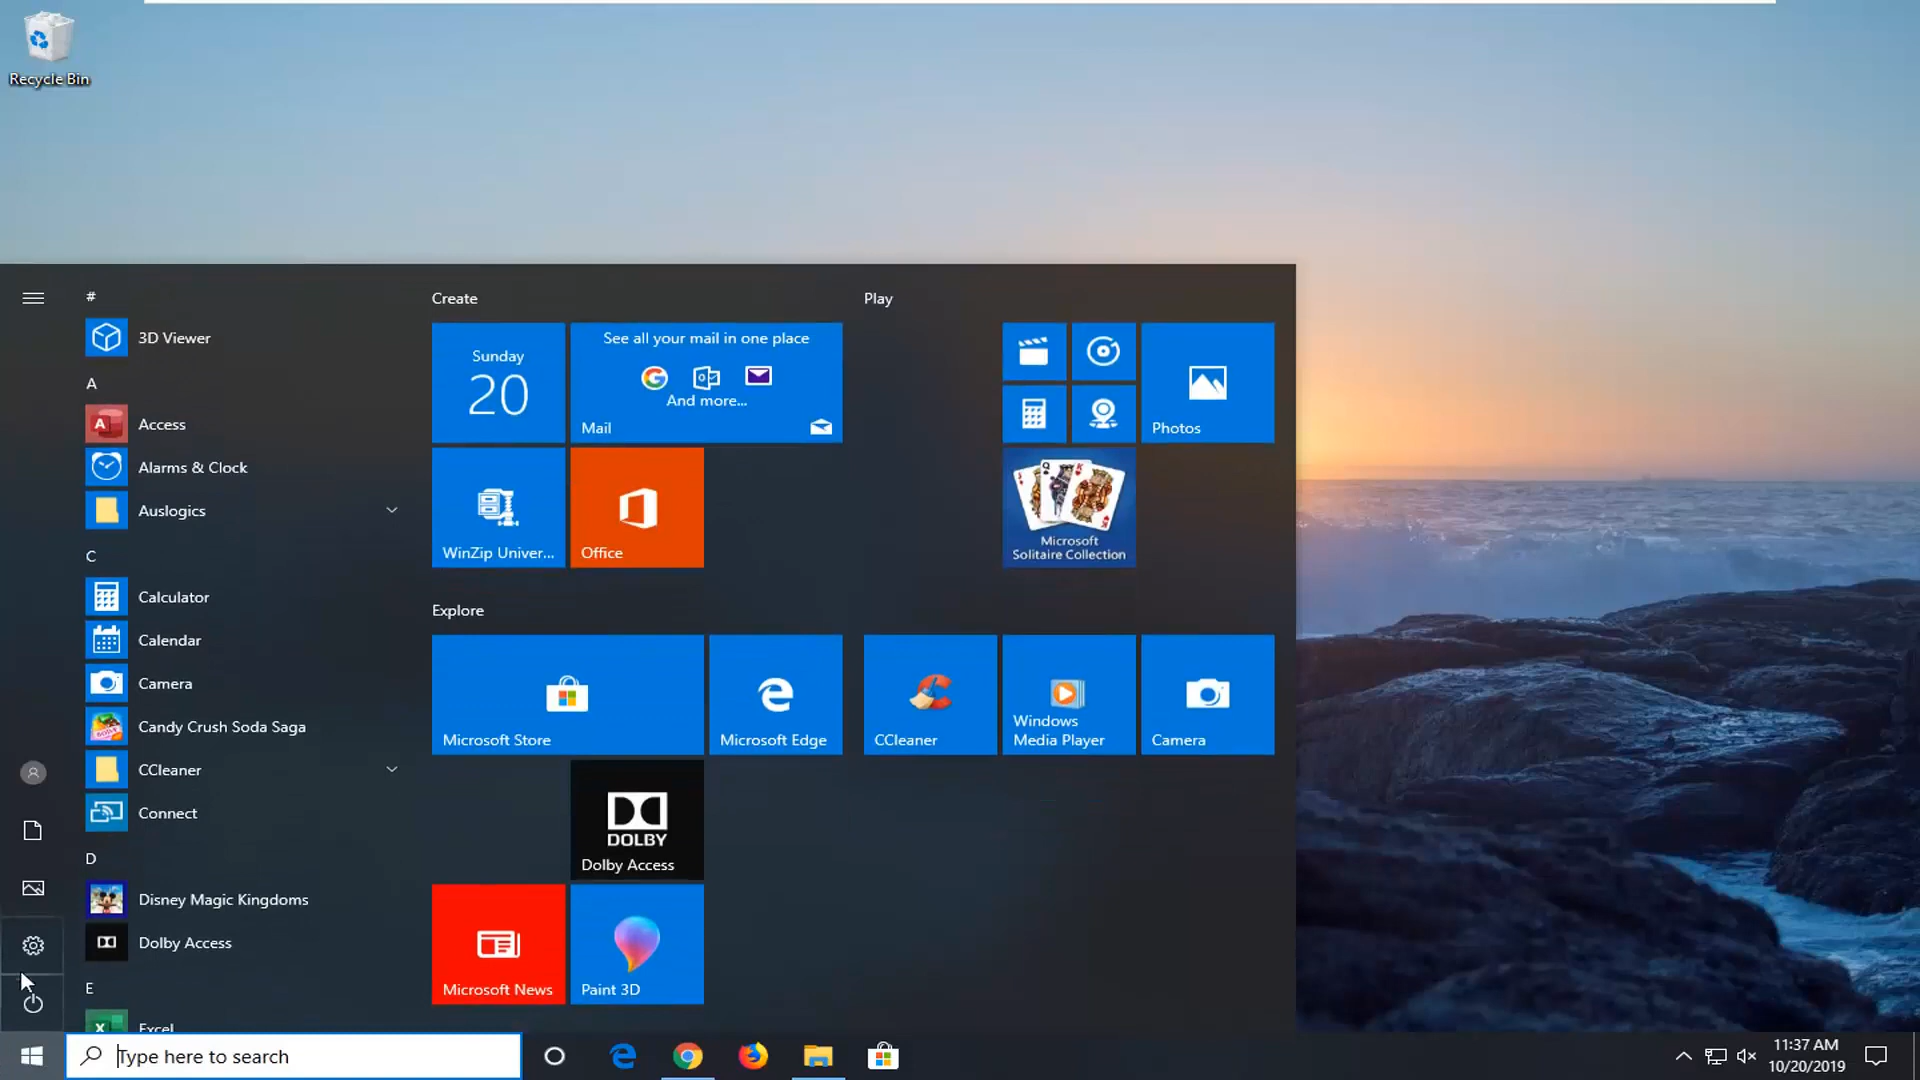 Recycle Bin
#
3D Viewer
A
Access
Alarms & Clock
Auslogics
C
Calculator
Calendar
Camera
Candy Crush Soda Saga
CCleaner
Connect
D
Disney Magic Kingdoms
Dolby Access
E
Excel
Create
Sunday
20
See all your mail in one place
And more...
Mail
WinZip Univer...
Office
Explore
Microsoft Store
Microsoft Edge
DOLBY
Dolby Access
Microsoft News
Paint 3D
Play
Photos
Microsoft
Solitaire Collection
CCleaner
Windows
Media Player
Camera
Type here to search
11:37 AM
10/20/2019